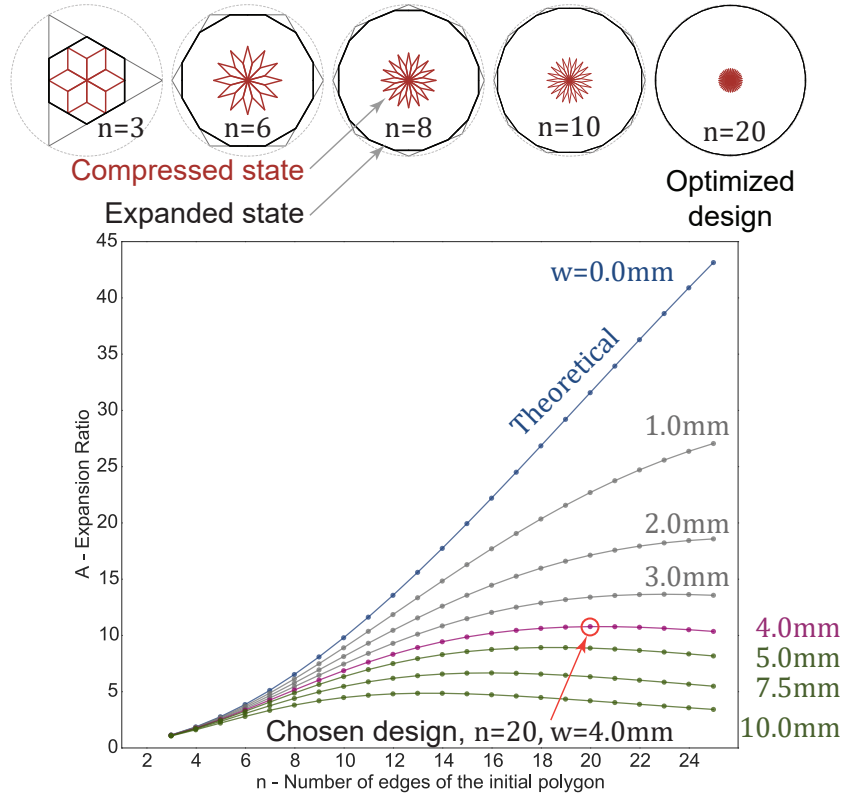 n=3
n=6
n=8
n=10
n=20
Compressed state
Expanded state
Optimized
design
45
40
35
30
25
20
15
10
5
0
A - Expansion Ratio
w=0.0mm
Theoretical
1.0mm
2.0mm
3.0mm
4.0mm
5.0mm
7.5mm
10.0mm
Chosen design, n=20, w=4.0mm
2 4 6 8 10 12 14 16 18 20 22 24
n - Number of edges of the initial polygon